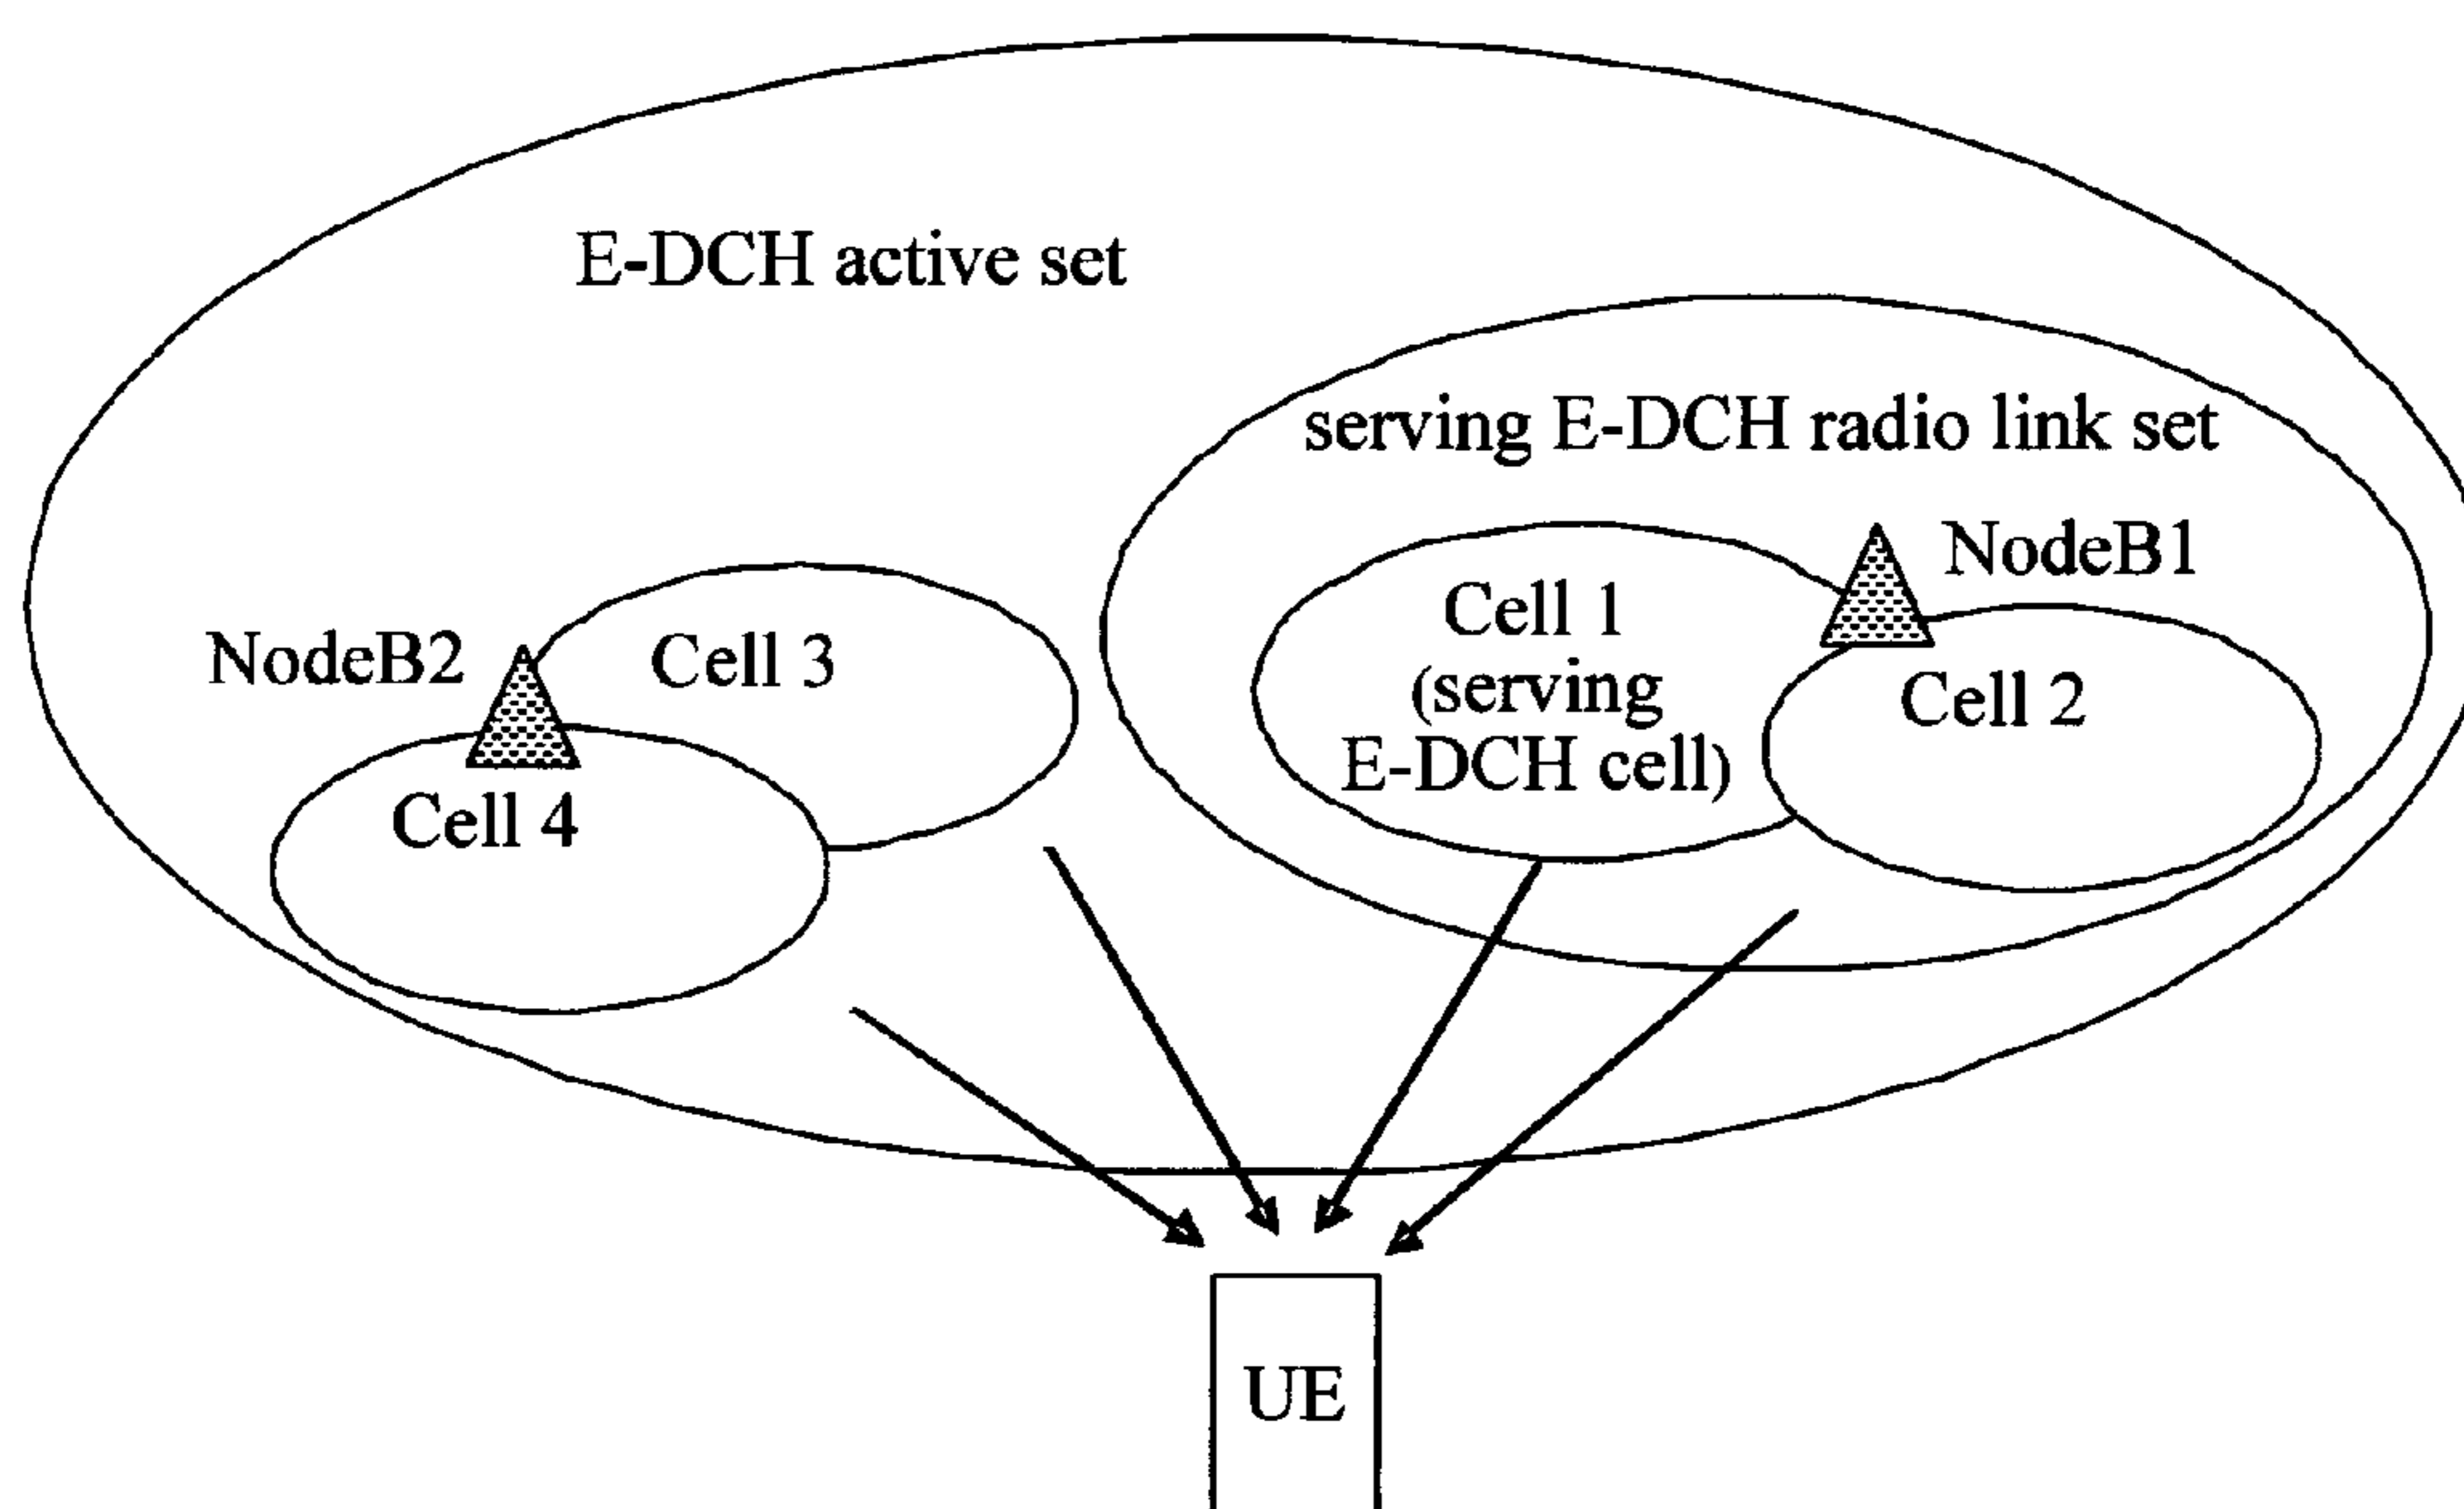 E-DCH active set
serving E-DCH radio link set
NodeB1
Cell 1
(serving
E-DCH cell)
Cell 2
NodeB2
Cell 3
Cell 4
UE